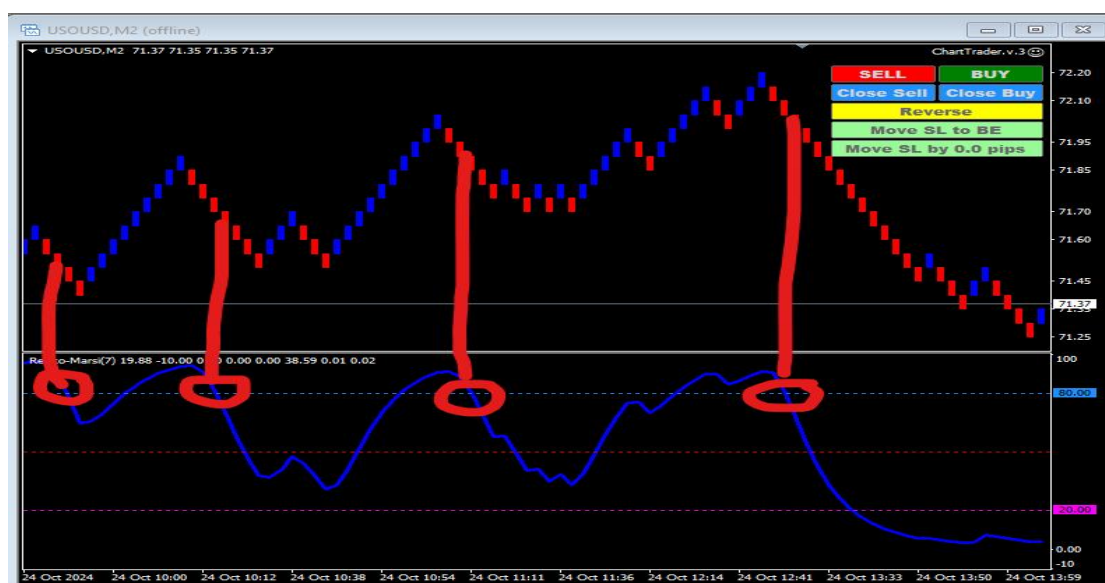 USOUSD,M2 (offline)
USOUSD,M2 71.37 71.35 71.35 71.37
ChartTrader.v.3☺
SELL
BUY
Close Sell
Close Buy
Reverse
Move SL to BE
Move SL by 0.0 pips
72.20
72.10
71.95
71.85
71.70
71.60
71.45
71.37
71.35
71.25
-Marsi(7) 19.88 -10.00 0.00 0.00 38.59 0.01 0.02
100
80.00
20.00
0.00
-10
24 Oct 2024
24 Oct 10:00
24 Oct 10:12
24 Oct 10:38
24 Oct 10:54
24 Oct 11:11
24 Oct 11:36
24 Oct 12:14
24 Oct 12:41
24 Oct 13:33
24 Oct 13:50
24 Oct 13:59